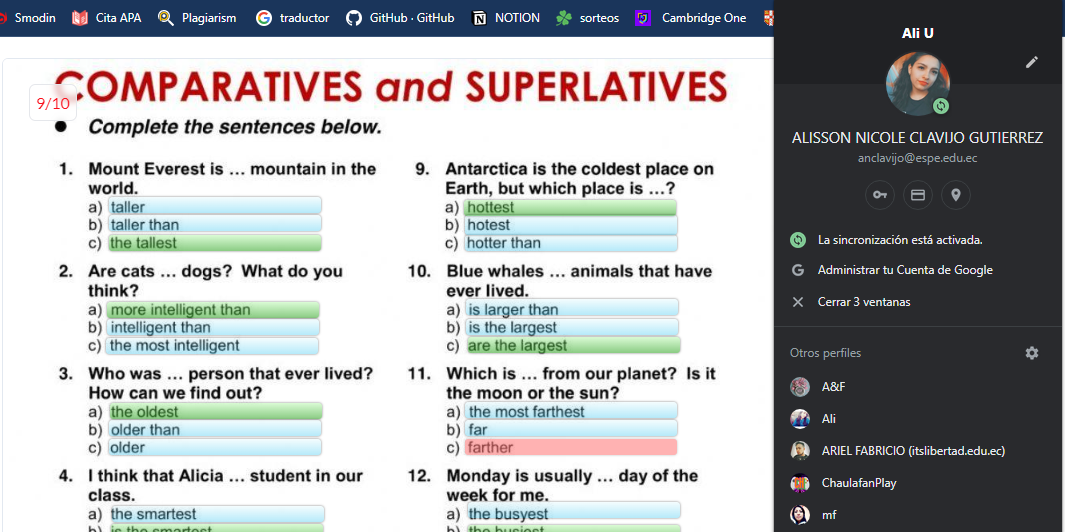 Smodin Cita APA Plagiarism traductor GitHub · GitHub NOTION sorteos Cambridge One
COMPARATIVES and SUPERLATIVES
9/10
Complete the sentences below.
1. Mount Everest is … mountain in the
world.
a) taller
b) taller than
c) the tallest
2. Are cats … dogs? What do you
think?
a) more intelligent than
b) intelligent than
c) the most intelligent
3. Who was … person that ever lived?
How can we find out?
a) the oldest
b) older than
c) older
4. I think that Alicia … student in our
class.
a) the smartest
b) is the smartest
9. Antarctica is the coldest place on
Earth, but which place is …?
a) hottest
b) hotest
c) hotter than
10. Blue whales … animals that have
ever lived.
a) is larger than
b) is the largest
c) are the largest
11. Which is … from our planet? Is it
the moon or the sun?
a) the most farthest
b) far
c) farther
12. Monday is usually … day of the
week for me.
a) the busyest
b) the busiest
Ali U
ALISSON NICOLE CLAVIJO GUTIERREZ
anclavijo@espe.edu.ec
La sincronización está activada.
Administrar tu Cuenta de Google
Cerrar 3 ventanas
Otros perfiles
A&F
Ali
ARIEL FABRICIO (itslibertad.edu.ec)
ChaulafanPlay
mf